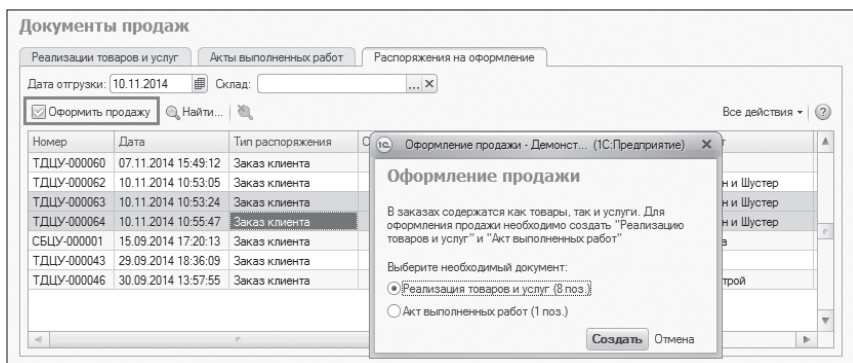 Документы продаж
Реализации товаров и услуг Акты выполненных работ Распоряжения на оформление
Дата отгрузки: 10.11.2014 Склад:
Оформить продажу Найти... Все действия
Номер Дата Тип распоряжения
ТДЦУ-000060 07.11.2014 15:49:12 Заказ клиента
ТДЦУ-000062 10.11.2014 10:53:05 Заказ клиента н и Шустер
ТДЦУ-000063 10.11.2014 10:53:24 Заказ клиента н и Шустер
ТДЦУ-000064 10.11.2014 10:55:47 Заказ клиента н и Шустер
СБЦУ-000001 15.09.2014 17:20:13 Заказ клиента а
ТДЦУ-000043 29.09.2014 18:36:09 Заказ клиента
ТДЦУ-000046 30.09.2014 13:57:55 Заказ клиента трой
Оформление продажи - Демонст... (1С:Предприятие)
Оформление продажи
В заказах содержатся как товары, так и услуги. Для
оформления продажи необходимо создать "Реализацию
товаров и услуг" и "Акт выполненных работ"
Выберите необходимый документ:
Реализация товаров и услуг (8 поз.)
Акт выполненных работ (1 поз.)
Создать Отмена